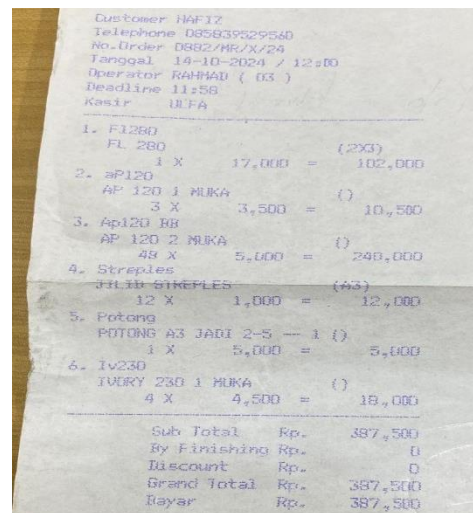 Customer HAFIZ
Telephone 085839529560
No.Order 0882/MR/X/24
Tanggal 14-10-2024 / 12:00
Operator RAHMAD ( 03 )
Deadline 11:58
Kasir ULFA
1. Fl280
FL 280 (2X3)
1 X 17,000 = 102,000
2. aP120
AP 120 1 MUKA ()
3 X 3,500 = 10,500
3. Ap120 BB
AP 120 2 MUKA ()
48 X 5,000 = 240,000
4. Streples
JILID STREPLES (A3)
12 X 1,000 = 12,000
5. Potong
POTONG A3 JADI 2-5 -- 1 ()
1 X 5,000 = 5,000
6. Iv230
IVORY 230 1 MUKA ()
4 X 4,500 = 18,000
Sub Total Rp. 387,500
By Finishing Rp. 0
Discount Rp. 0
Grand Total Rp. 387,500
Bayar Rp. 387,500